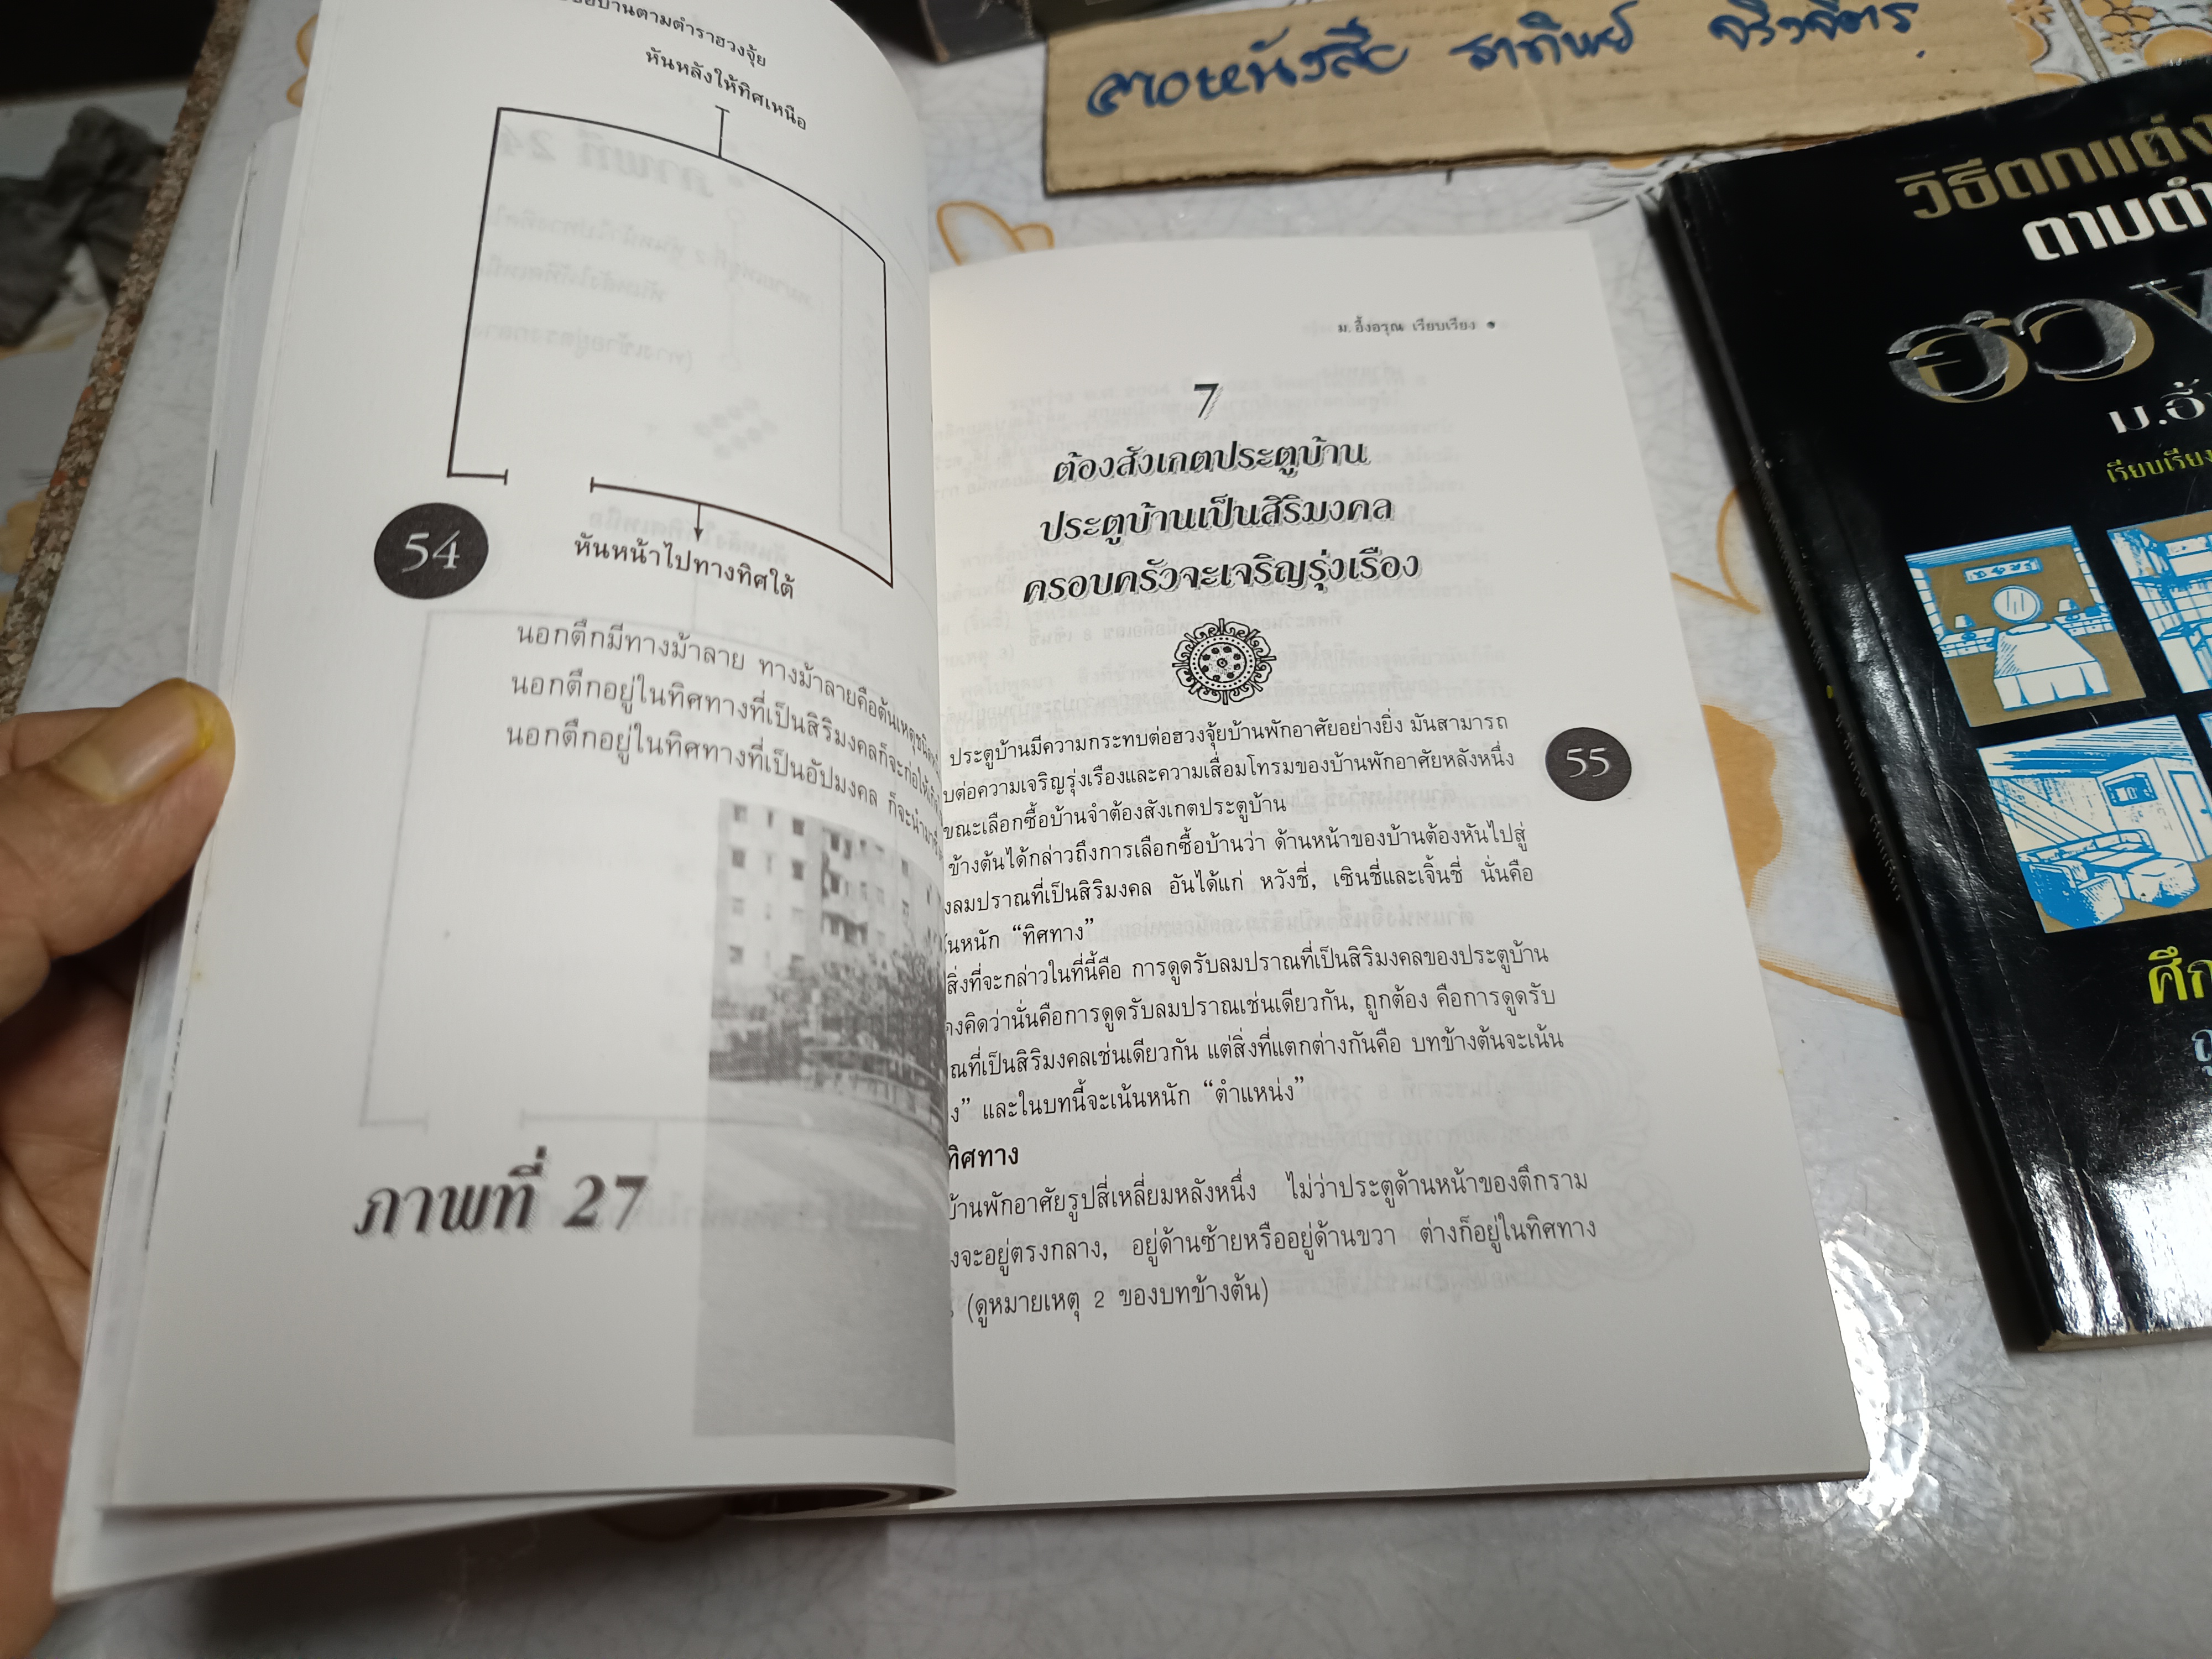 ตามตำราฮวงจุ้ย
หันหลังให้ทิศเหนือ
54
หันหน้าไปทางทิศใต้
นอกตึกมีทางม้าลาย ทางม้าลายคือต้นเหตุชนิด
นอกตึกอยู่ในทิศทางที่เป็นสิริมงคลก็จะก่อให้เกิด
นอกตึกอยู่ในทิศทางที่เป็นอัปมงคล ก็จะนำมาซึ่ง
ภาพที่ 27
ม. อึ้งอรุณ เรียบเรียง
7
ต้องสังเกตประตูบ้าน
ประตูบ้านเป็นสิริมงคล
ครอบครัวจะเจริญรุ่งเรือง
ประตูบ้านมีความกระทบต่อฮวงจุ้ยบ้านพักอาศัยอย่างยิ่ง มันสามารถ
ต่อความเจริญรุ่งเรืองและความเสื่อมโทรมของบ้านพักอาศัยหลังหนึ่ง
ขณะเลือกซื้อบ้านจำต้องสังเกตประตูบ้าน
55
ข้างต้นได้กล่าวถึงการเลือกซื้อบ้านว่า ด้านหน้าของบ้านต้องหันไปสู่
ลมปราณที่เป็นสิริมงคล อันได้แก่ หวังชี่, เซินชี่และเจิ้นชี่ นั่นคือ
นหนัก “ทิศทาง”
สิ่งที่จะกล่าวในที่นี้คือ การดูดรับลมปราณที่เป็นสิริมงคลของประตูบ้าน
งคิดว่านั่นคือการดูดรับลมปราณเช่นเดียวกัน, ถูกต้อง คือการดูดรับ
ณที่เป็นสิริมงคลเช่นเดียวกัน แต่สิ่งที่แตกต่างกันคือ บทข้างต้นจะเน้น
ง” และในบทนี้จะเน้นหนัก “ตำแหน่ง”
ทิศทาง
บ้านพักอาศัยรูปสี่เหลี่ยมหลังหนึ่ง ไม่ว่าประตูด้านหน้าของตึกราม
งจะอยู่ตรงกลาง, อยู่ด้านซ้ายหรืออยู่ด้านขวา ต่างก็อยู่ในทิศทาง
(ดูหมายเหตุ 2 ของบทข้างต้น)
วิธีตกแต่ง
ตามตำ
ฮวง
ม.อึ้
เรียบเรียง
ศึก